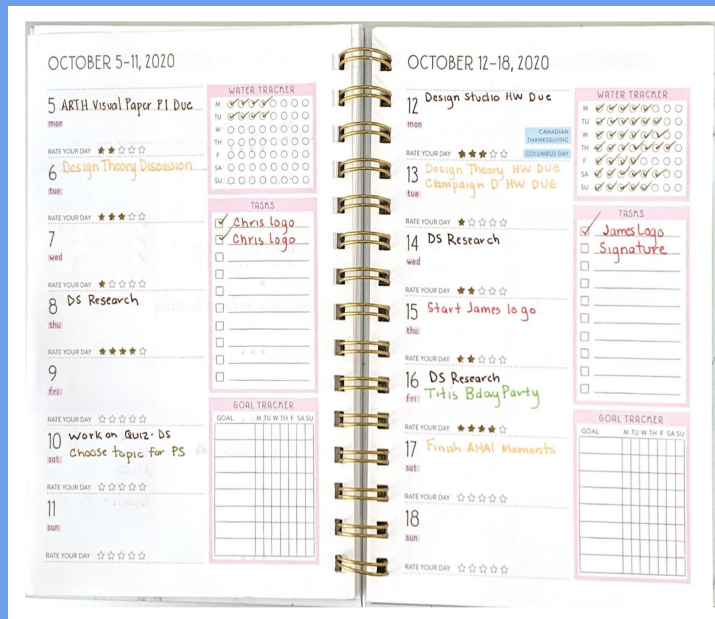 OCTOBER 5-11, 2020
5 ARTH Visual Paper P1 Due
mon
RATE YOUR DAY
6 Design Theory Discussion
tue
RATE YOUR DAY
7
wed
RATE YOUR DAY
8 DS Research
thu
RATE YOUR DAY
9
fri
RATE YOUR DAY
10 Work on Quiz-DS
sat Choose topic for PS
RATE YOUR DAY
11
sun
RATE YOUR DAY
WATER TRACKER
M
TU
W
TH
F
SA
SU
TASKS
Chris logo
Chris logo
GOAL TRACKER
GOAL M TU W TH F SA SU
OCTOBER 12-18, 2020
12 Design Studio HW Due
mon
CANADIAN
THANKSGIVING
RATE YOUR DAY COLUMBUS DAY
13 Design Theory HW DUE
tue Campaign D HW DUE
RATE YOUR DAY
14 DS Research
wed
RATE YOUR DAY
15 Start James logo
thu
RATE YOUR DAY
16 DS Research
fri Titis Bday Party
RATE YOUR DAY
17 Finish AHA! Moments
sat
RATE YOUR DAY
18
sun
RATE YOUR DAY
WATER TRACKER
M
TU
W
TH
F
SA
SU
TASKS
James Logo
Signature
GOAL TRACKER
GOAL M TU W TH F SA SU